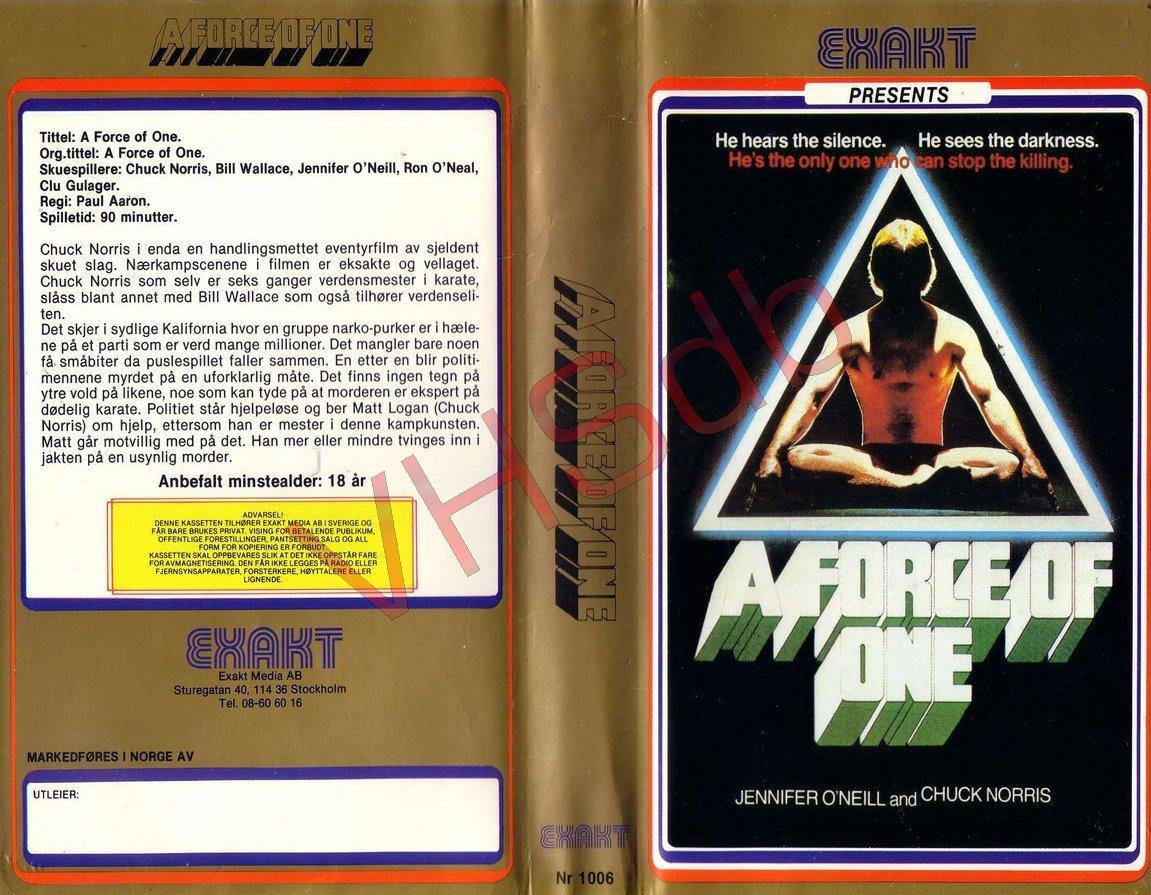 A FORCE OF ONE
Tittel: A Force of One.
Org.tittel: A Force of One.
Skuespillere: Chuck Norris, Bill Wallace, Jennifer O'Neill, Ron O'Neal,
Clu Gulager.
Regi: Paul Aaron.
Spilletid: 90 minutter.
Chuck Norris i enda en handlingsmettet eventyrfilm av sjeldent
skuet slag. Nærkampscenene i filmen er eksakte og vellaget.
Chuck Norris som selv er seks ganger verdensmester i karate,
slåss blant annet med Bill Wallace som også tilhører verdenseli-
ten.
Det skjer i sydlige Kalifornia hvor en gruppe narko-purker er i hæle-
ne på et parti som er verd mange millioner. Det mangler bare noen
få småbiter da puslespillet faller sammen. En etter en blir politi-
mennene myrdet på en uforklarlig måte. Det finns ingen tegn på
ytre vold på likene, noe som kan tyde på at morderen er ekspert på
dødelig karate. Politiet står hjelpeløse og ber Matt Logan (Chuck
Norris) om hjelp, ettersom han er mester i denne kampkunsten.
Matt går motvillig med på det. Han mer eller mindre tvinges inn i
jakten på en usynlig morder.
Anbefalt minstealder: 18 år
ADVARSEL!
DENNE KASSETTEN TILHØRER EXAKT MEDIA AB I SVERIGE OG
FÅR BARE BRUKES PRIVAT. VISING FOR BETALENDE PUBLIKUM,
OFFENTLIGE FORESTILLINGER, PANTSETTING SALG OG ALL
FORM FOR KOPIERING ER FORBUDT.
KASSETTEN SKAL OPPBEVARES SLIK AT DET IKKE OPPSTÅR FARE
FOR AVMAGNETISERING. DEN FÅR IKKE LEGGES PÅ RADIO ELLER
FJERNSYNSAPPARATER, FORSTERKERE, HØYTTALERE ELLER
LIGNENDE.
EXAKT
Exakt Media AB
Sturegatan 40, 114 36 Stockholm
Tel. 08-60 60 16
MARKEDFØRES I NORGE AV
UTLEIER:
A FORCE OF ONE
EXAKT
Nr 1006
EXAKT
PRESENTS
He hears the silence. He sees the darkness.
He's the only one who can stop the killing.
A FORCE OF
ONE
JENNIFER O'NEILL and CHUCK NORRIS
VHSdb